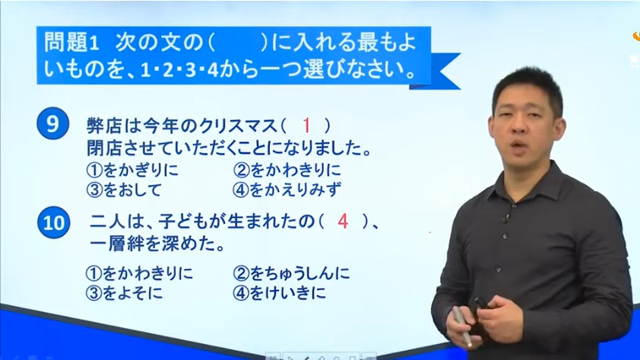 問題1 次の文の(　　)に入れる最もよ
いものを、1・2・3・4から一つ選びなさい。
9 弊店は今年のクリスマス( 1 )
閉店させていただくことになりました。
①をかぎりに ②をかわきりに
③をおして ④をかえりみず
10 二人は、子どもが生まれたの( 4 )、
一層絆を深めた。
①をかわきりに ②をちゅうしんに
③をよそに ④をけいきに